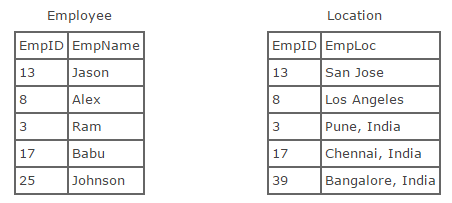 Employee Location
EmpID EmpName EmpID EmpLoc
13 Jason 13 San Jose
8 Alex 8 Los Angeles
3 Ram 3 Pune, India
17 Babu 17 Chennai, India
25 Johnson 39 Bangalore, India